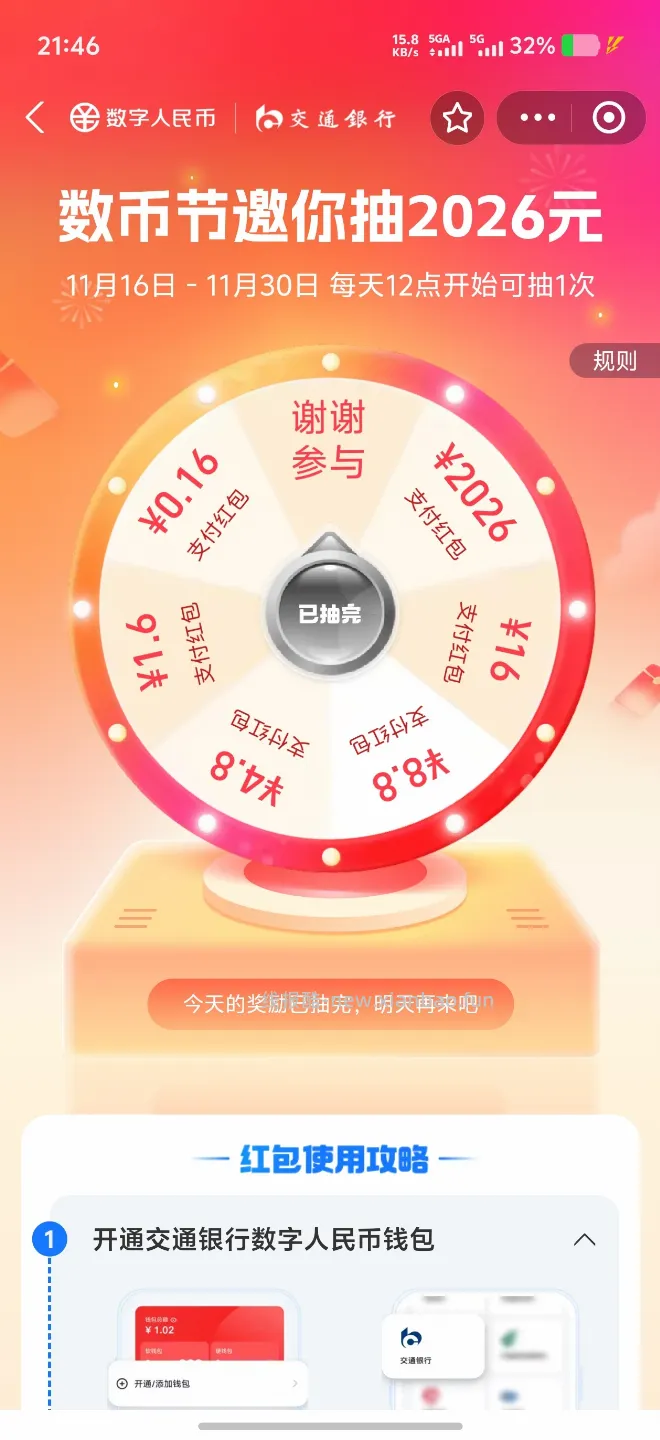 21:46
15.8 KB/s 5GA 5G 32%
数字人民币 交通银行
数币节邀你抽2026元
11月16日 - 11月30日 每天12点开始可抽1次
规则
谢谢
参与
¥2026
支付红包
¥16
支付红包
¥8.8
支付红包
¥4.8
支付红包
¥1.6
支付红包
¥0.16
支付红包
已抽完
今天的奖励已抽完，明天再来吧
红包使用攻略
1 开通交通银行数字人民币钱包
¥ 1.02
交通银行
开通/添加钱包